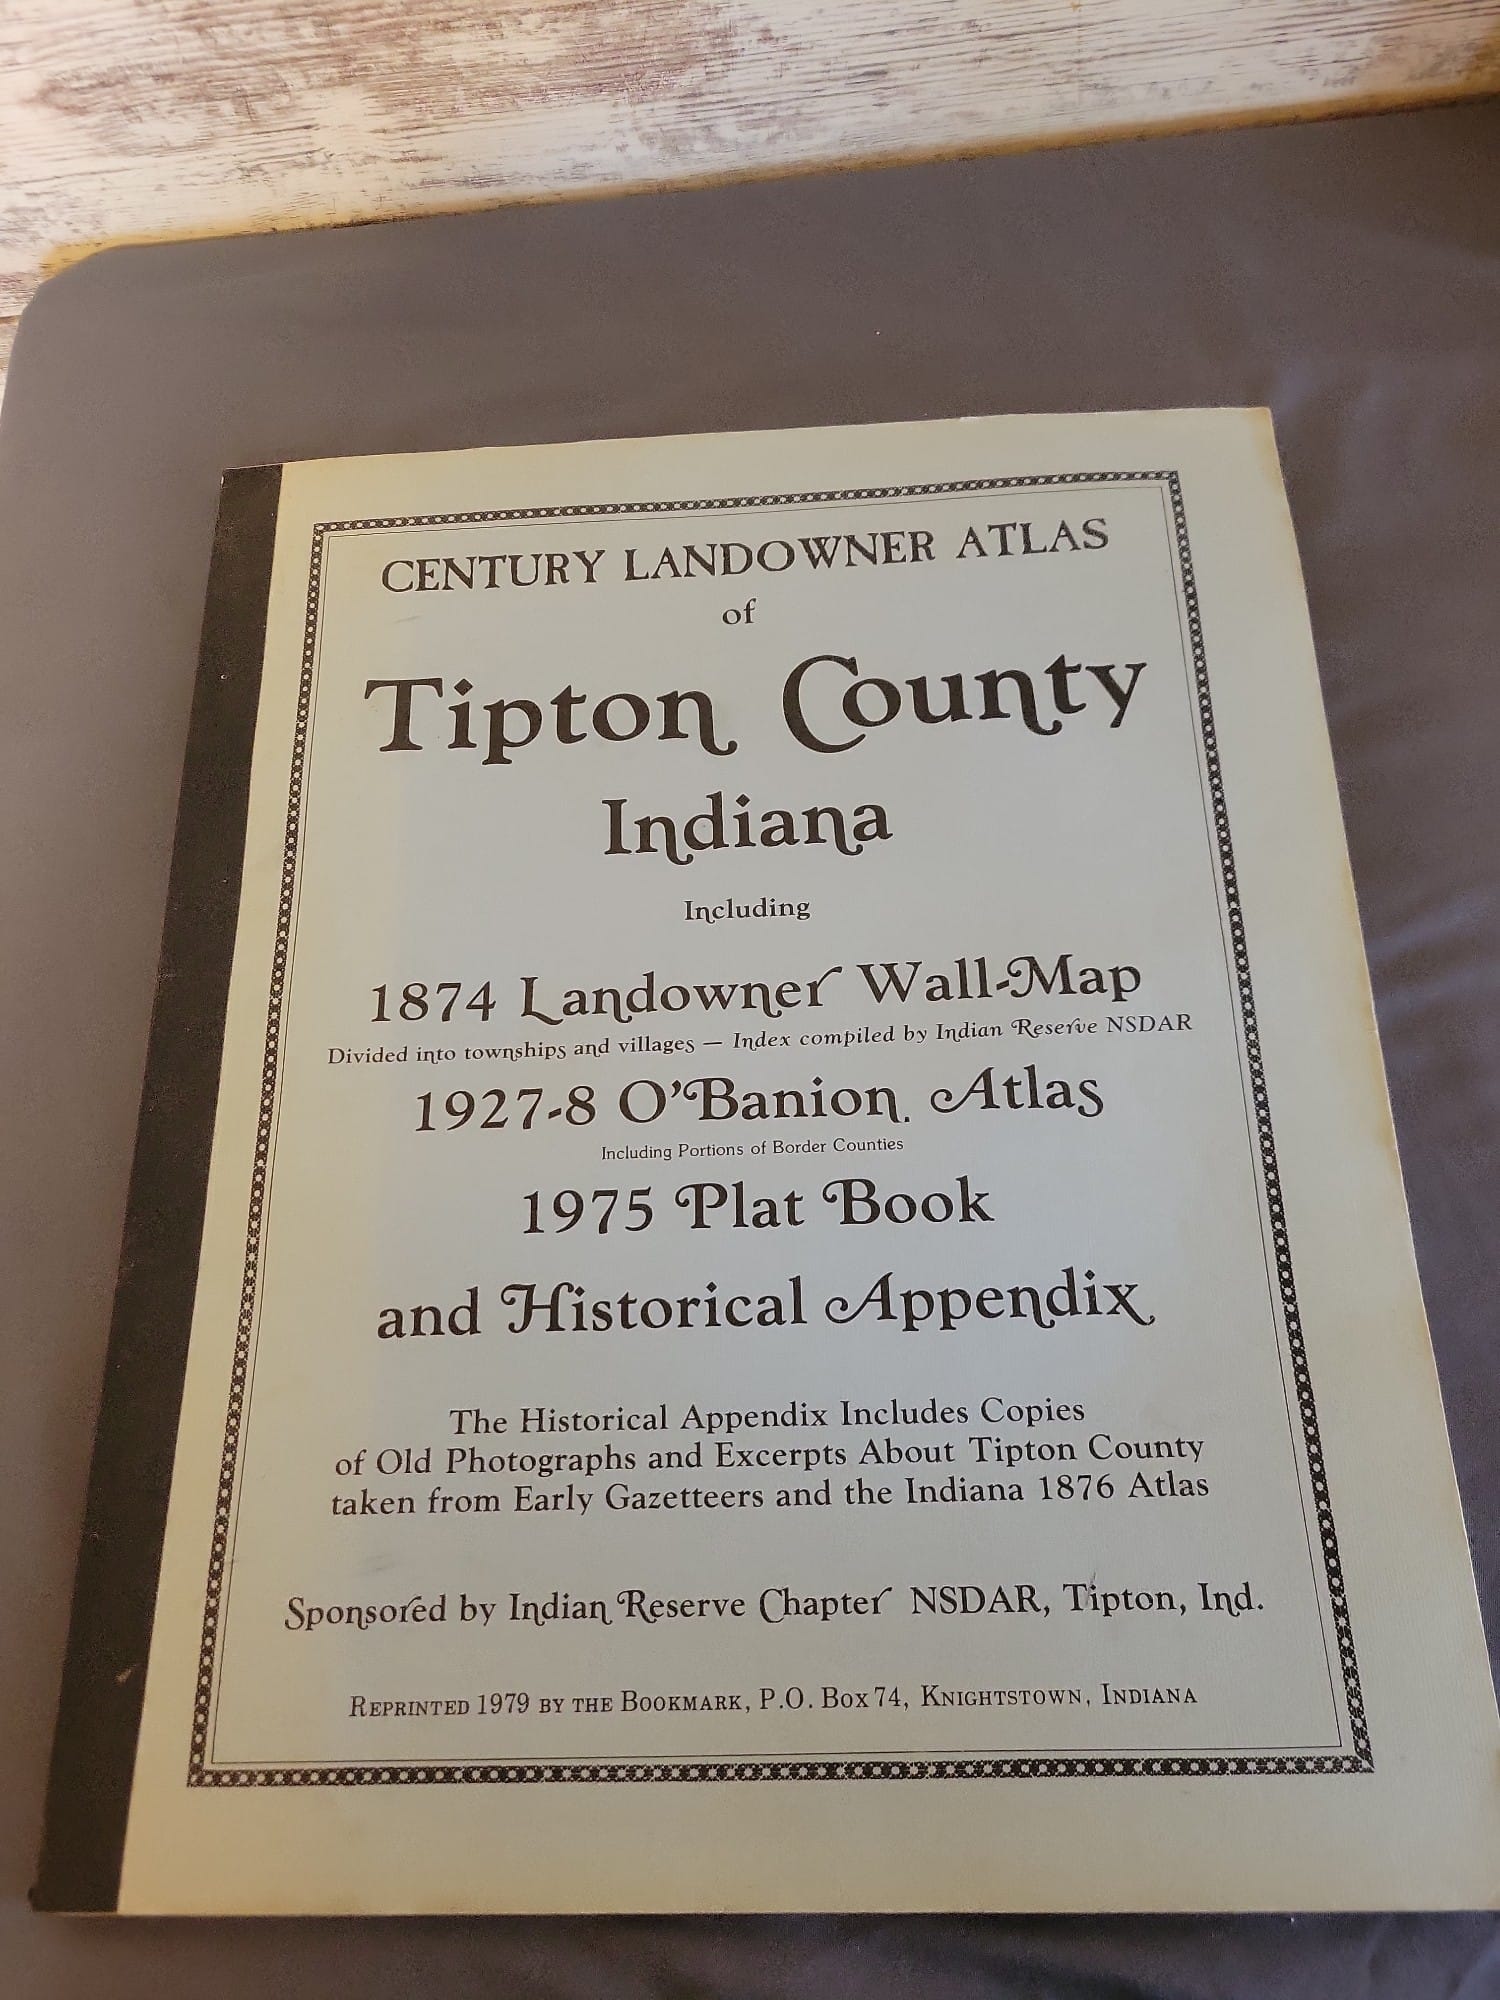 CENTURY LANDOWNER ATLAS
of
Tipton County
Indiana
Including
1874 Landowner Wall-Map
Divided into townships and villages — Index compiled by Indian Reserve NSDAR
1927-8 O'Banion Atlas
Including Portions of Border Counties
1975 Plat Book
and Historical Appendix
The Historical Appendix Includes Copies
of Old Photographs and Excerpts About Tipton County
taken from Early Gazetteers and the Indiana 1876 Atlas
Sponsored by Indian Reserve Chapter NSDAR, Tipton, Ind.
REPRINTED 1979 BY THE BOOKMARK, P.O. BOX 74, KNIGHTSTOWN, INDIANA